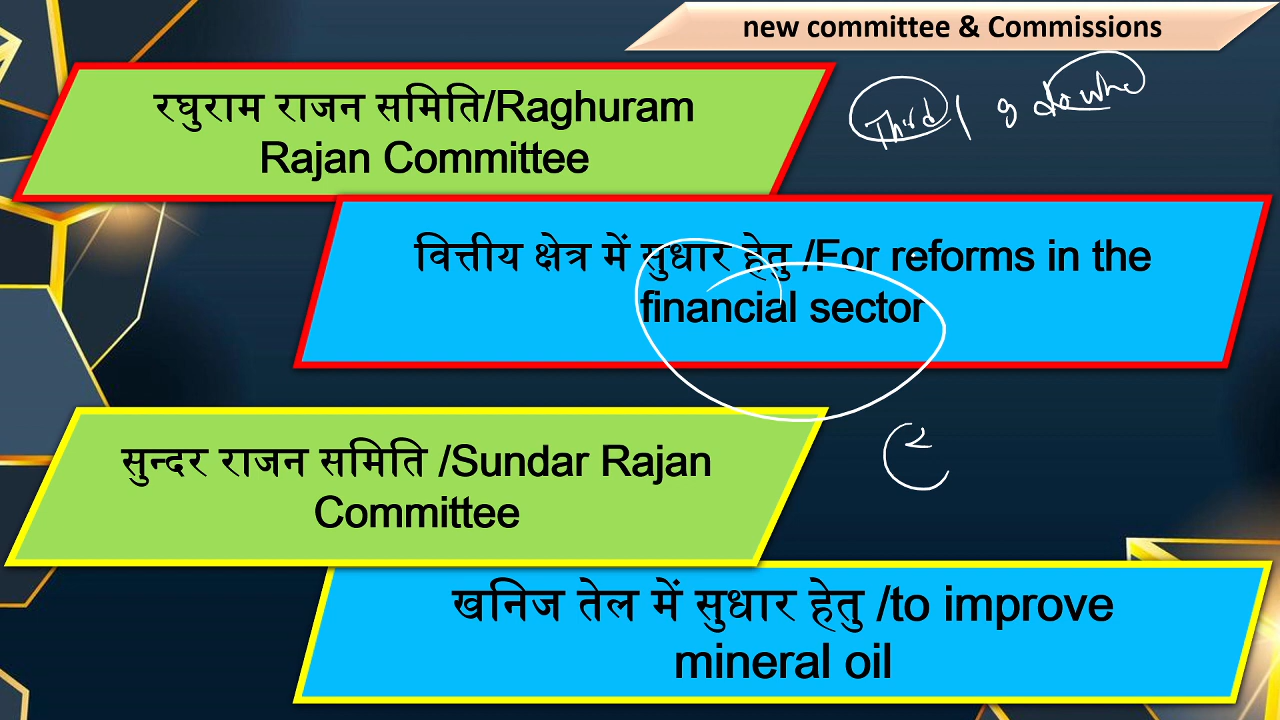 new committee & Commissions
रघुराम राजन समिति/Raghuram
Rajan Committee
Third
वित्तीय क्षेत्र में सुधार हेतु /For reforms in the
financial sector
सुन्दर राजन समिति /Sundar Rajan
Committee
खनिज तेल में सुधार हेतु /to improve
mineral oil